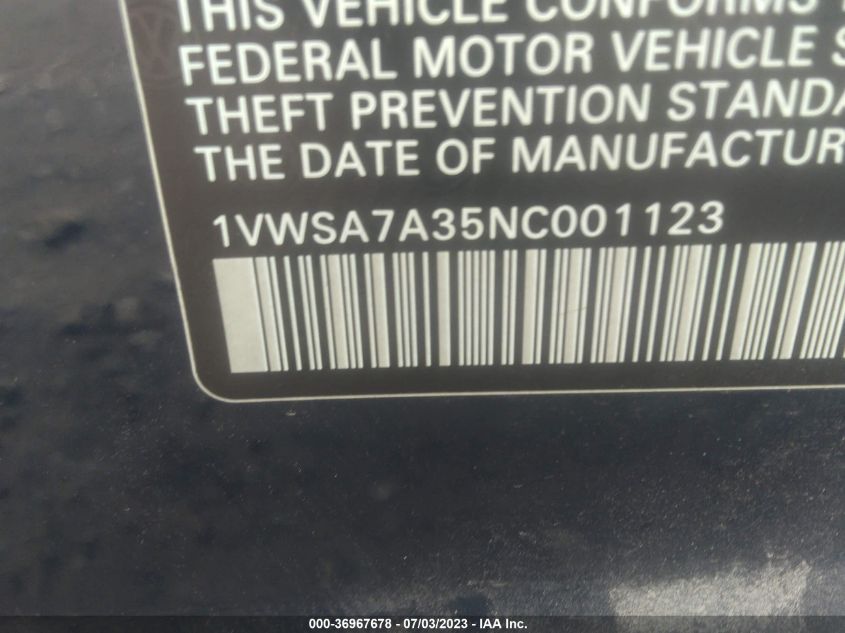 THIS VEHICLE CONFORMS
FEDERAL MOTOR VEHICLE S
THEFT PREVENTION STANDA
THE DATE OF MANUFACTUR
1VWSA7A35NC001123
000-36967678 - 07/03/2023 - IAA Inc.